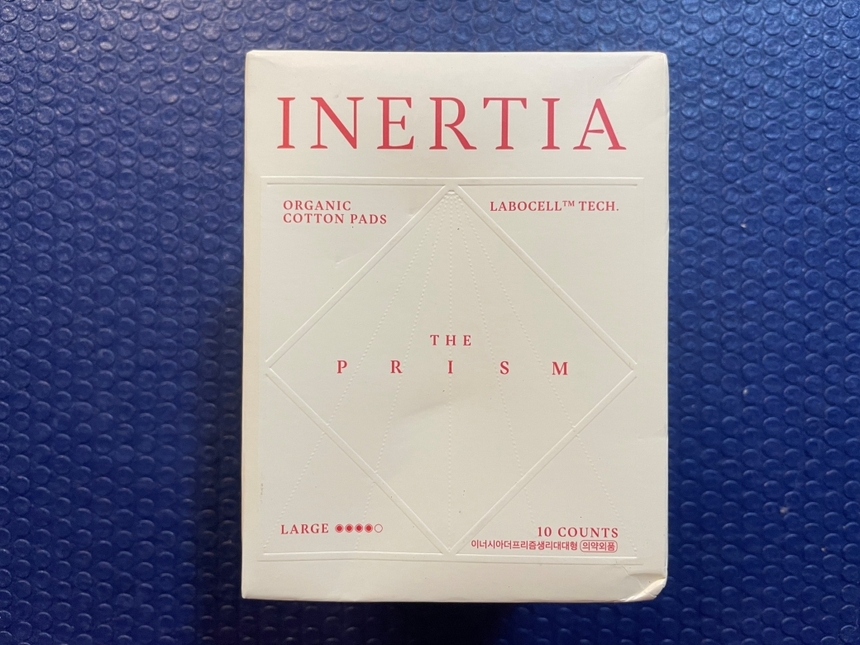 INERTIA
ORGANIC
COTTON PADS
LABOCELL™ TECH.
THE
PRISM
LARGE
10 COUNTS
이너시아더프리즘생리대대형 의약외품